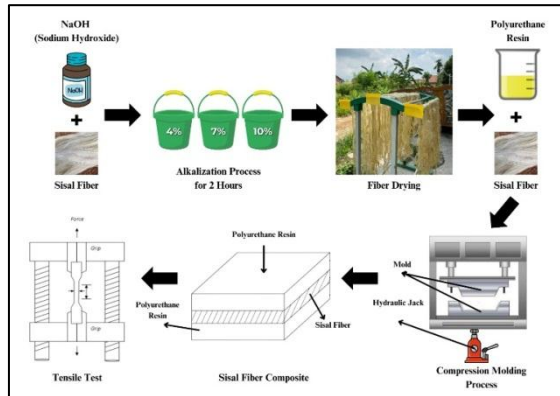 NaOH
(Sodium Hydroxide)
NaOH
+
Sisal Fiber
4%
7%
10%
Alkalization Process
for 2 Hours
Fiber Drying
Polyurethane
Resin
+
Sisal Fiber
Mold
Hydraulic Jack
Compression Molding
Process
Polyurethane Resin
Polyurethane
Resin
Sisal Fiber
Sisal Fiber Composite
Force
Grip
Grip
Tensile Test